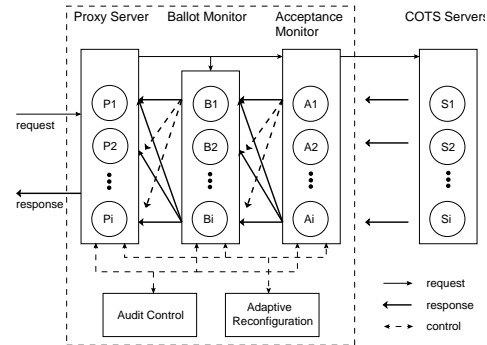 Proxy Server Ballot Monitor Acceptance Monitor COTS Servers
P1 B1 A1 S1
request
P2 B2 A2 S2
response
Pi Bi Ai Si
Audit Control
Adaptive
Reconfiguration
request
response
control